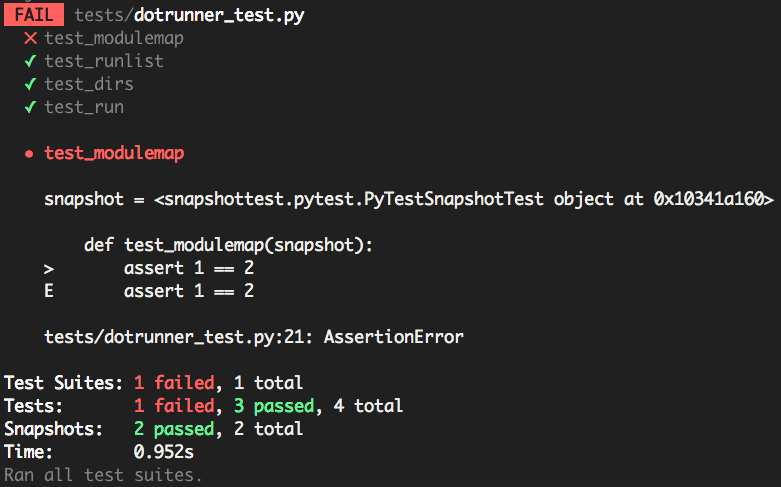 FAIL tests/dotrunner_test.py
✕ test_modulemap
✓ test_runlist
✓ test_dirs
✓ test_run
● test_modulemap
snapshot = <snapshottest.pytest.PyTestSnapshotTest object at 0x10341a160>
def test_modulemap(snapshot):
> assert 1 == 2
E assert 1 == 2
tests/dotrunner_test.py:21: AssertionError
Test Suites: 1 failed, 1 total
Tests: 1 failed, 3 passed, 4 total
Snapshots: 2 passed, 2 total
Time: 0.952s
Ran all test suites.